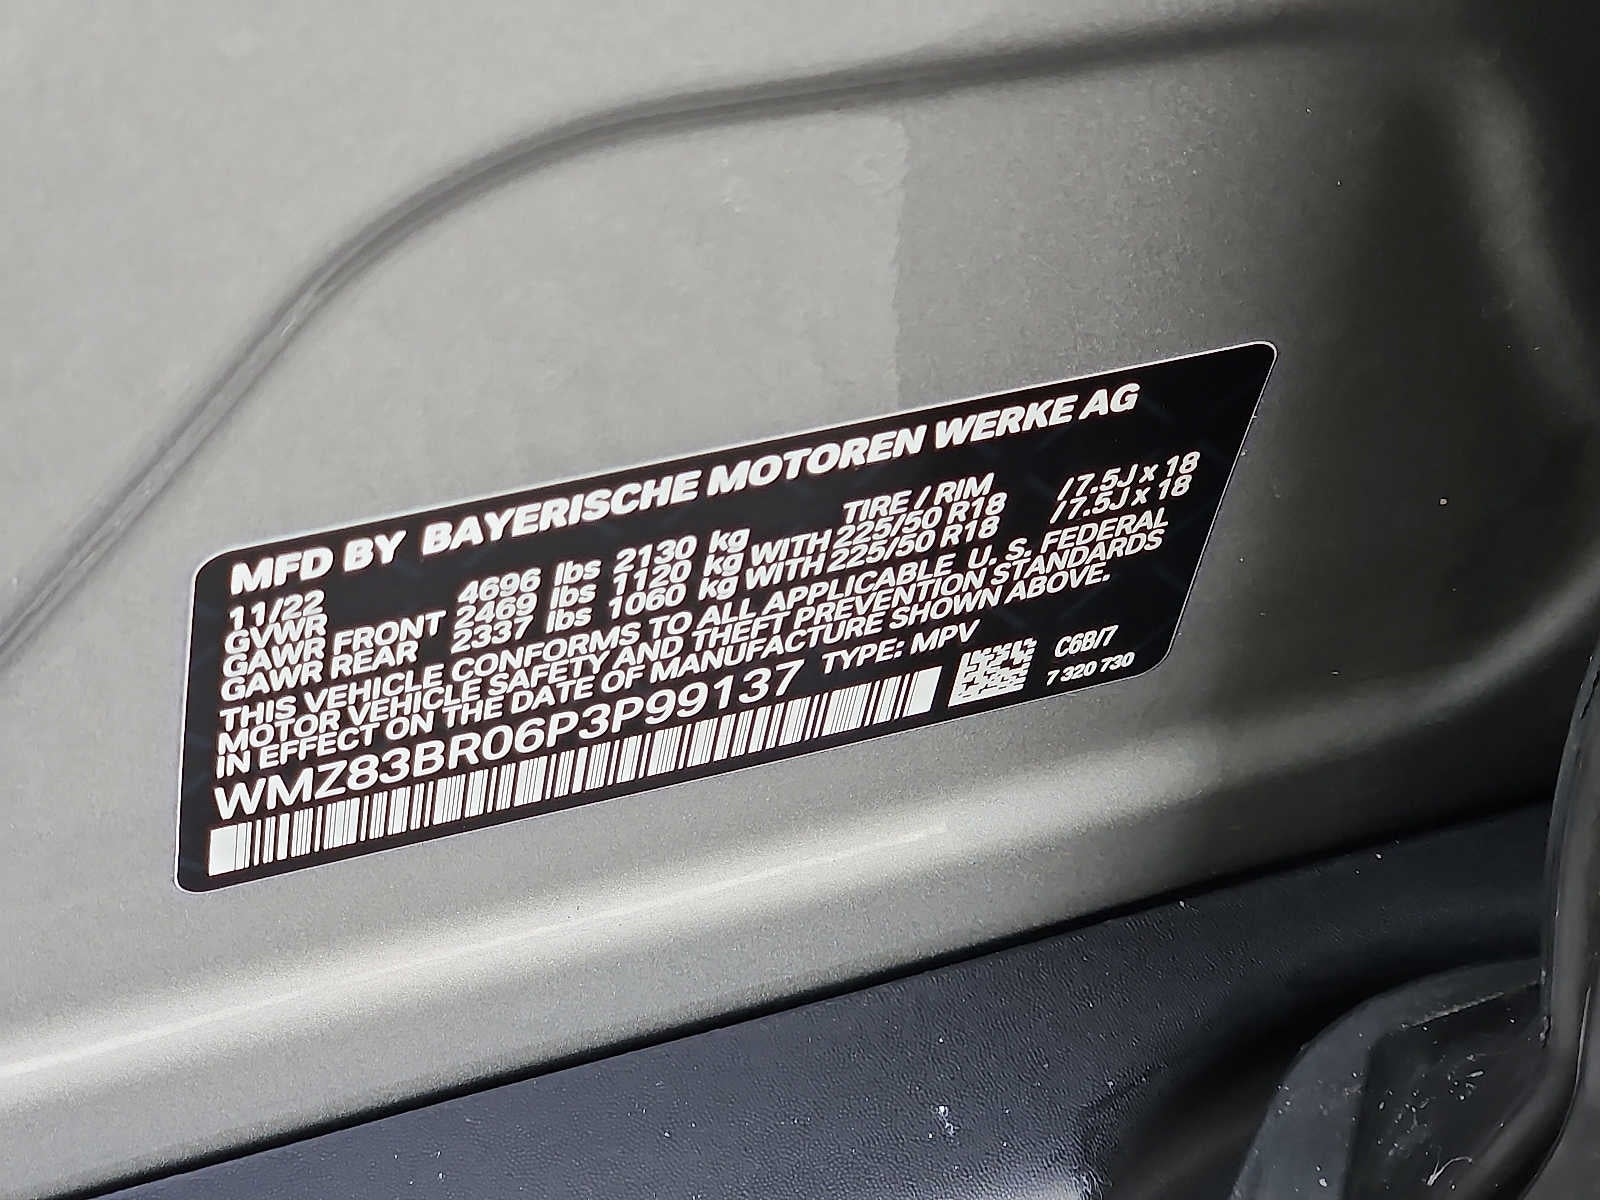 MFD BY BAYERISCHE MOTOREN WERKE AG
11/22 TIRE / RIM
GVWR 4696 lbs 2130 kg
GAWR FRONT 2469 lbs 1120 kg WITH 225/50 R18 / 7.5J x 18
GAWR REAR 2337 lbs 1060 kg WITH 225/50 R18 / 7.5J x 18
THIS VEHICLE CONFORMS TO ALL APPLICABLE U. S. FEDERAL
MOTOR VEHICLE SAFETY AND THEFT PREVENTION STANDARDS
IN EFFECT ON THE DATE OF MANUFACTURE SHOWN ABOVE.
WMZ83BR06P3P99137 TYPE: MPV
C6B/7
7 320 730